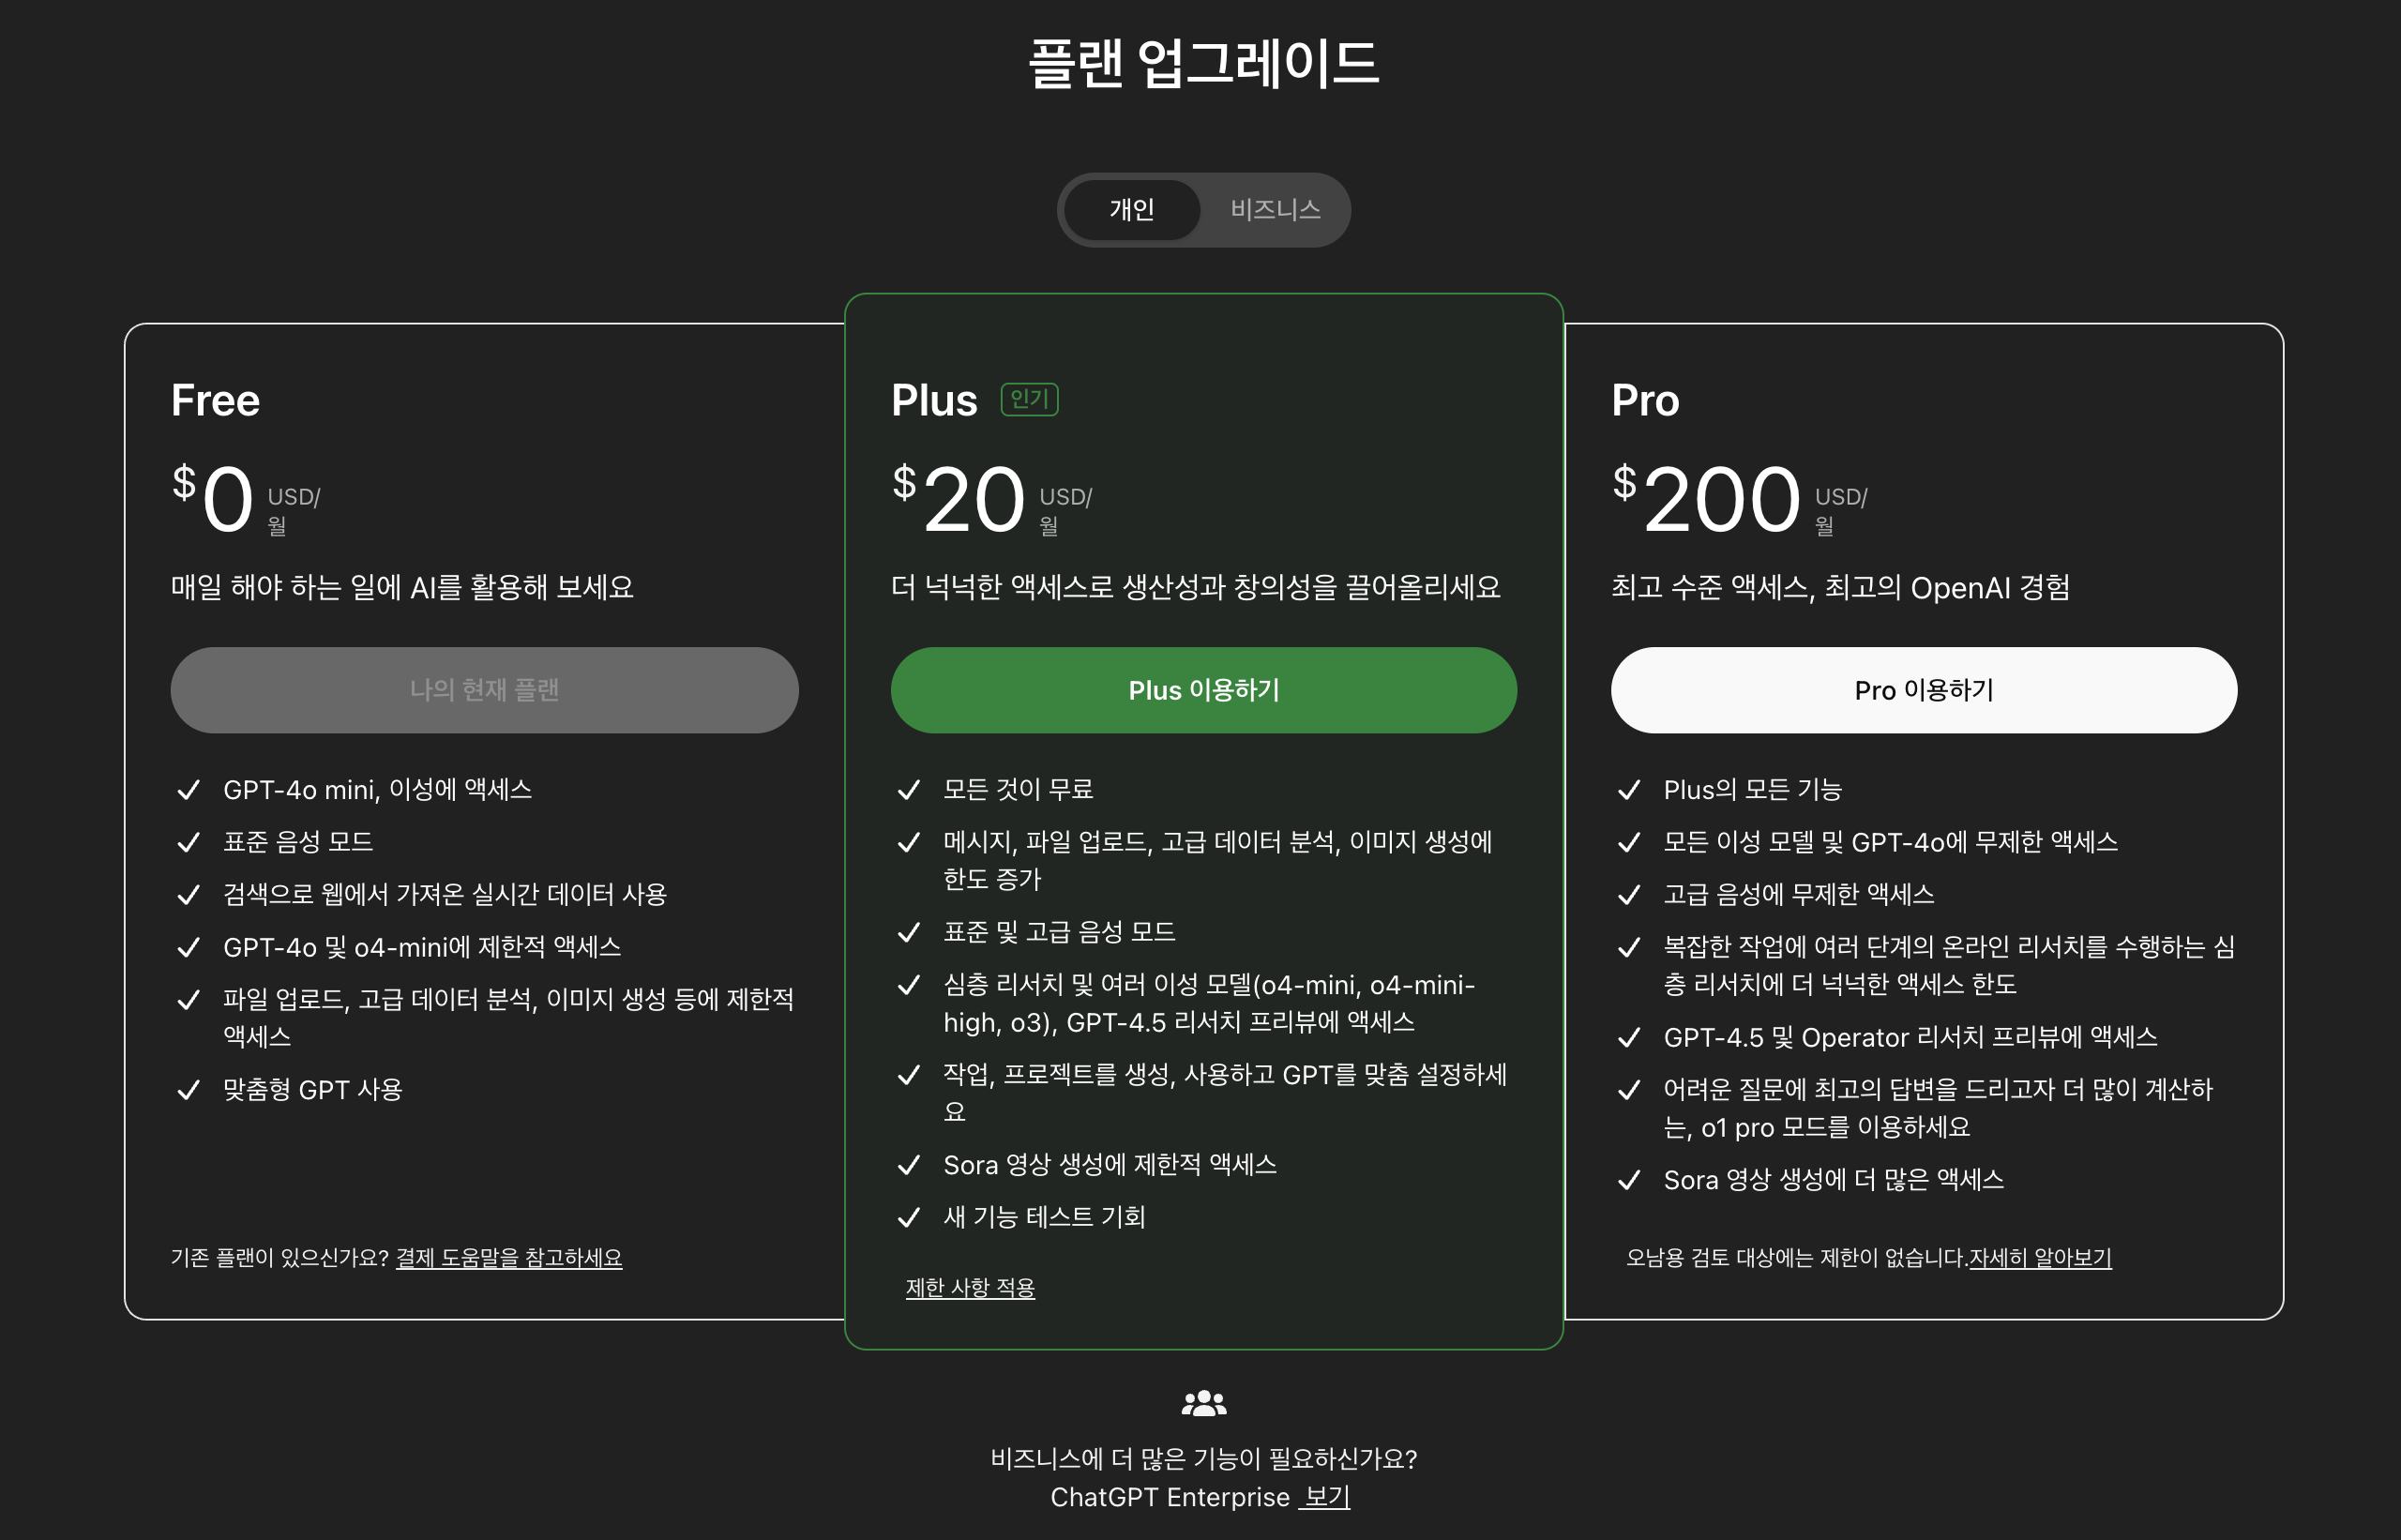 플랜 업그레이드
개인
비즈니스
Free
$0 USD/
월
매일 해야 하는 일에 AI를 활용해 보세요
나의 현재 플랜
GPT-4o mini, 이성에 액세스
표준 음성 모드
검색으로 웹에서 가져온 실시간 데이터 사용
GPT-4o 및 o4-mini에 제한적 액세스
파일 업로드, 고급 데이터 분석, 이미지 생성 등에 제한적
액세스
맞춤형 GPT 사용
기존 플랜이 있으신가요? 결제 도움말을 참고하세요
Plus 인기
$20 USD/
월
더 넉넉한 액세스로 생산성과 창의성을 끌어올리세요
Plus 이용하기
모든 것이 무료
메시지, 파일 업로드, 고급 데이터 분석, 이미지 생성에
한도 증가
표준 및 고급 음성 모드
심층 리서치 및 여러 이성 모델(o4-mini, o4-mini-
high, o3), GPT-4.5 리서치 프리뷰에 액세스
작업, 프로젝트를 생성, 사용하고 GPT를 맞춤 설정하세
요
Sora 영상 생성에 제한적 액세스
새 기능 테스트 기회
제한 사항 적용
Pro
$200 USD/
월
최고 수준 액세스, 최고의 OpenAI 경험
Pro 이용하기
Plus의 모든 기능
모든 이성 모델 및 GPT-4o에 무제한 액세스
고급 음성에 무제한 액세스
복잡한 작업에 여러 단계의 온라인 리서치를 수행하는 심
층 리서치에 더 넉넉한 액세스 한도
GPT-4.5 및 Operator 리서치 프리뷰에 액세스
어려운 질문에 최고의 답변을 드리고자 더 많이 계산하
는, o1 pro 모드를 이용하세요
Sora 영상 생성에 더 많은 액세스
오남용 검토 대상에는 제한이 없습니다.자세히 알아보기
비즈니스에 더 많은 기능이 필요하신가요?
ChatGPT Enterprise 보기